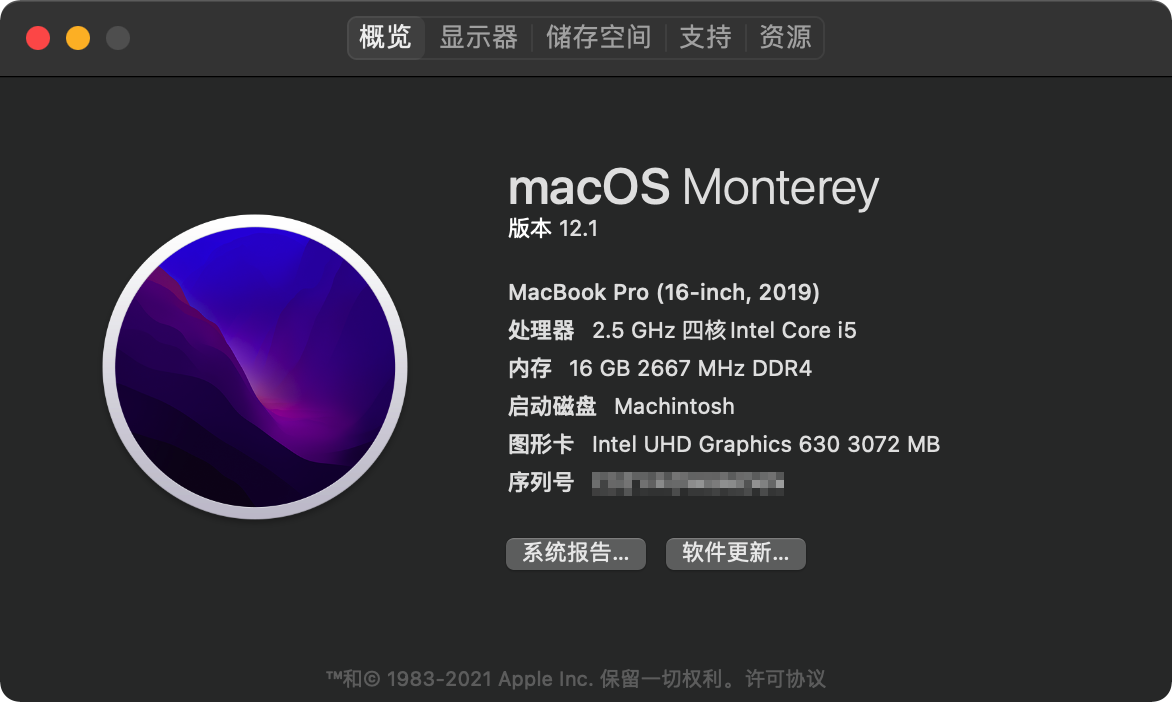 概览 显示器 储存空间 支持 资源
macOS Monterey
版本 12.1
MacBook Pro (16-inch, 2019)
处理器 2.5 GHz 四核Intel Core i5
内存 16 GB 2667 MHz DDR4
启动磁盘 Machintosh
图形卡 Intel UHD Graphics 630 3072 MB
序列号
系统报告... 软件更新...
™和© 1983-2021 Apple Inc. 保留一切权利。许可协议